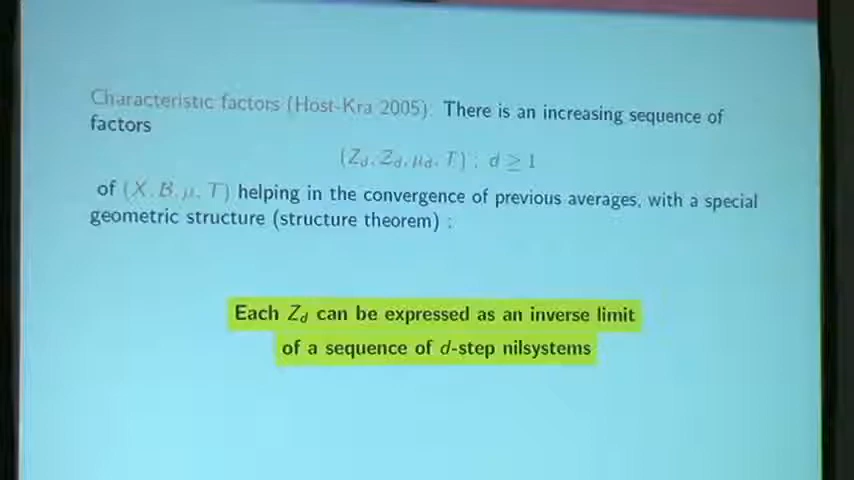 Characteristic factors (Host-Kra 2005): There is an increasing sequence of
factors
(Z_d, Z_d, μ_d, T) ; d ≥ 1
of (X, B, μ, T) helping in the convergence of previous averages, with a special
geometric structure (structure theorem) :
Each Z_d can be expressed as an inverse limit
of a sequence of d-step nilsystems